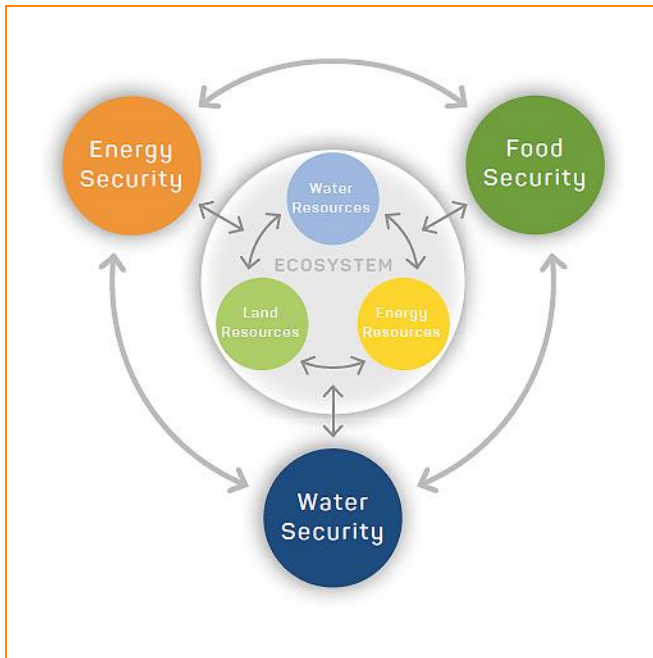 Energy
Security
Food
Security
Water
Resources
ECOSYSTEM
Land
Resources
Energy
Resources
Water
Security